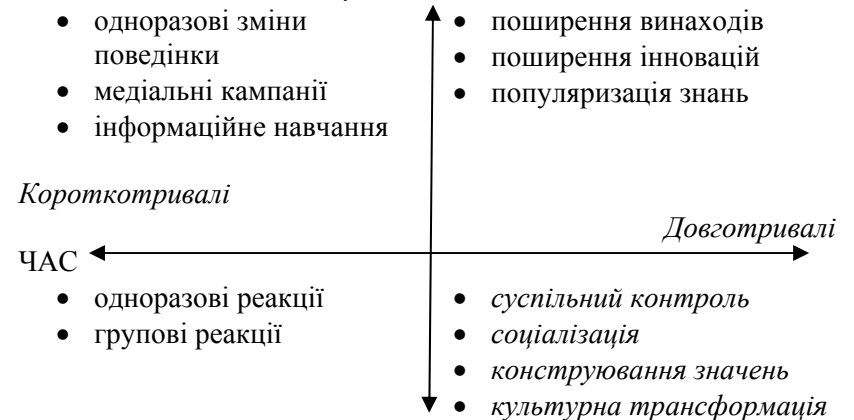 • одноразові зміни
поведінки
• медіальні кампанії
• інформаційне навчання
• поширення винаходів
• поширення інновацій
• популяризація знань
Короткотривалі
Довготривалі
ЧАС
• одноразові реакції
• групові реакції
• суспільний контроль
• соціалізація
• конструювання значень
• культурна трансформація